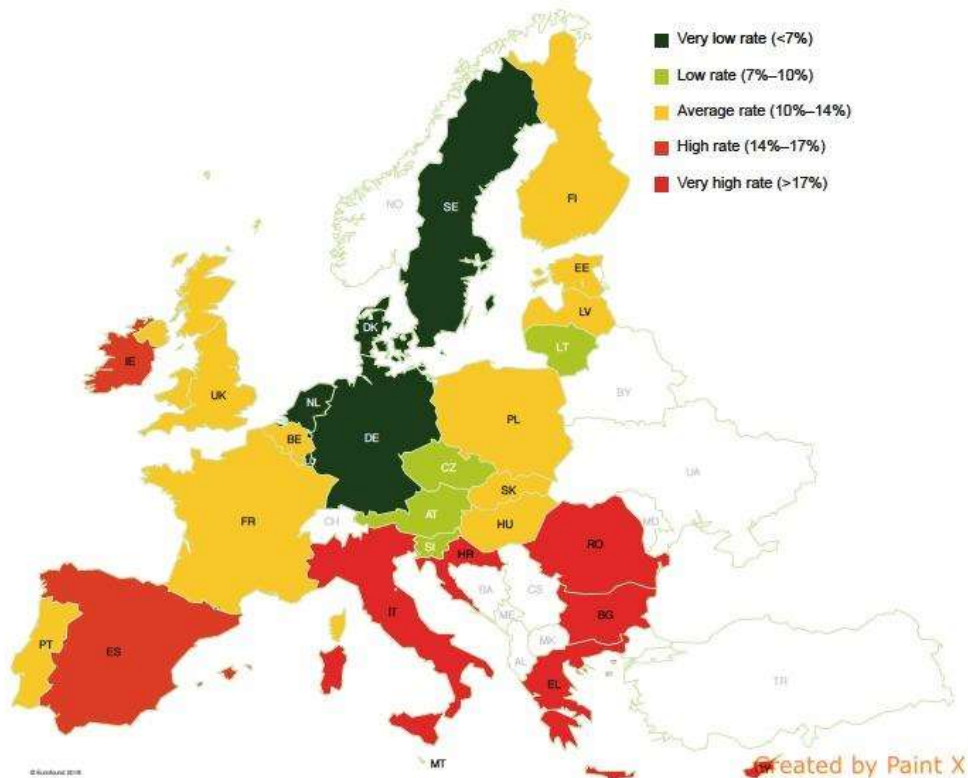 Very low rate (<7%)
Low rate (7%–10%)
Average rate (10%–14%)
High rate (14%–17%)
Very high rate (>17%)
NO
SE
FI
EE
LV
LT
DK
IE
UK
NL
BY
BE
DE
PL
CZ
UA
SK
FR
CH
AT
HU
MD
SI
HR
RO
BA
CS
IT
ME
BG
PT
ES
MK
AL
EL
TR
MT
© Eurofound 2016
Created by Paint X